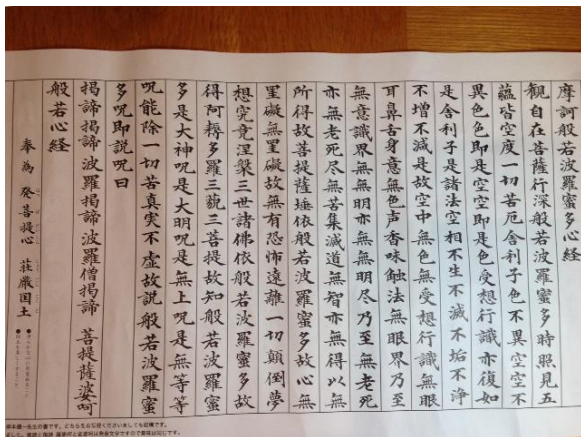 摩訶般若波羅蜜多心経
観自在菩薩行深般若波羅蜜多時照見五
蘊皆空度一切苦厄舎利子色不異空空不
異色色即是空空即是色受想行識亦復如
是舎利子是諸法空相不生不滅不垢不浄
不増不減是故空中無色無受想行識無眼
耳鼻舌身意無色声香味触法無眼界乃至
無意識界無無明亦無無明尽乃至無老死
亦無老死尽無苦集滅道無智亦無得以無
所得故菩提薩埵依般若波羅蜜多故心無
罣礙無罣礙故無有恐怖遠離一切顛倒夢
想究竟涅槃三世諸佛依般若波羅蜜多故
得阿耨多羅三藐三菩提故知般若波羅蜜
多是大神呪是大明呪是無上呪是無等等
呪能除一切苦真実不虚故説般若波羅蜜
多呪即説呪曰
揭諦揭諦 波羅揭諦 波羅僧揭諦 菩提薩婆呵
般若心経
奉為 発菩提心 荘厳国土